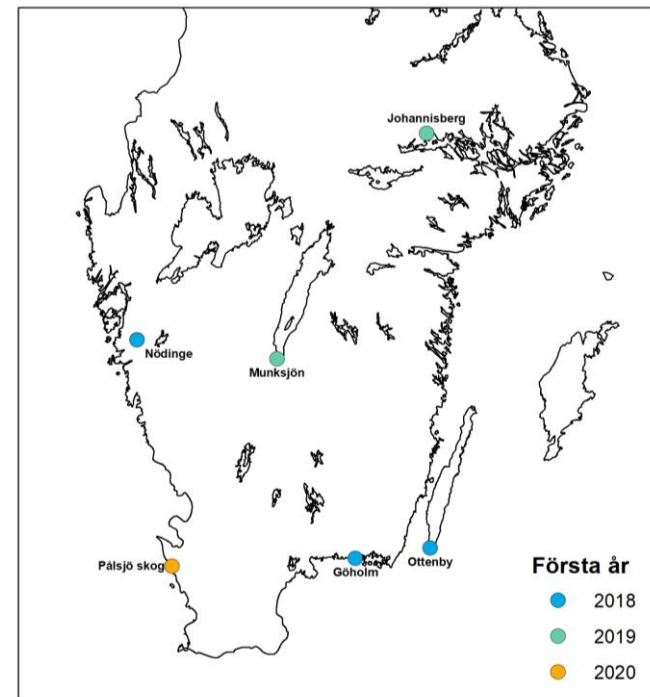 Johannisberg
Nödinge
Munksjön
Pålsjö skog
Göholm
Ottenby
Första år
2018
2019
2020